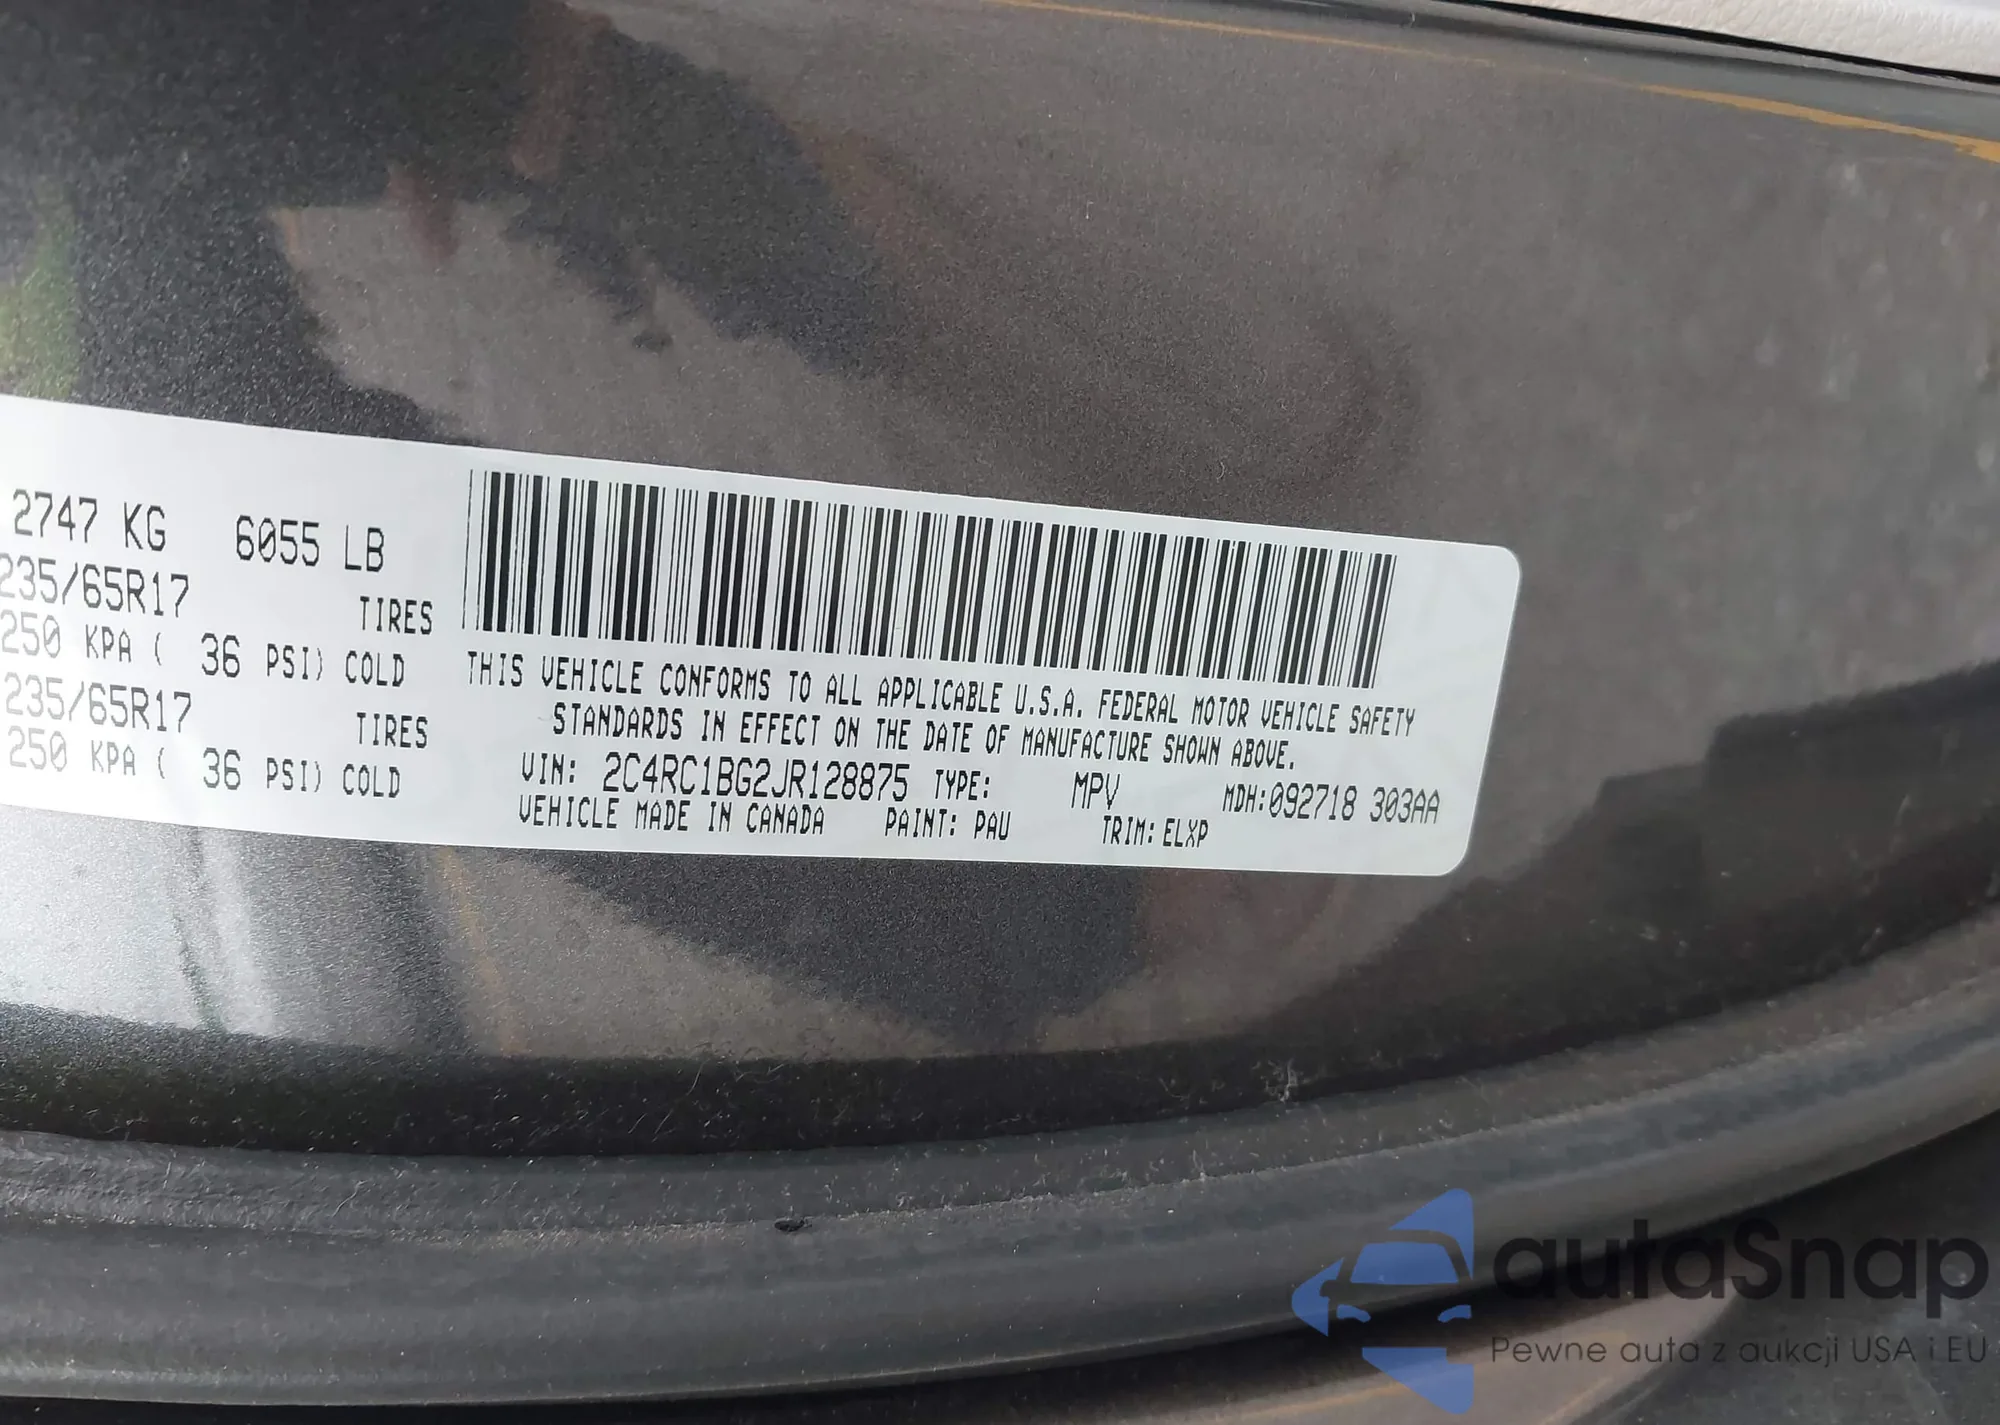 2747 KG 6055 LB
235/65R17 TIRES
250 KPA ( 36 PSI) COLD
235/65R17 TIRES
250 KPA ( 36 PSI) COLD
THIS VEHICLE CONFORMS TO ALL APPLICABLE U.S.A. FEDERAL MOTOR VEHICLE SAFETY
STANDARDS IN EFFECT ON THE DATE OF MANUFACTURE SHOWN ABOVE.
VIN: 2C4RC1BG2JR128875 TYPE: MPV MDH:092718 303AA
VEHICLE MADE IN CANADA PAINT: PAU TRIM: ELXP
autaSnap
Pewne auta z aukcji USA i EU